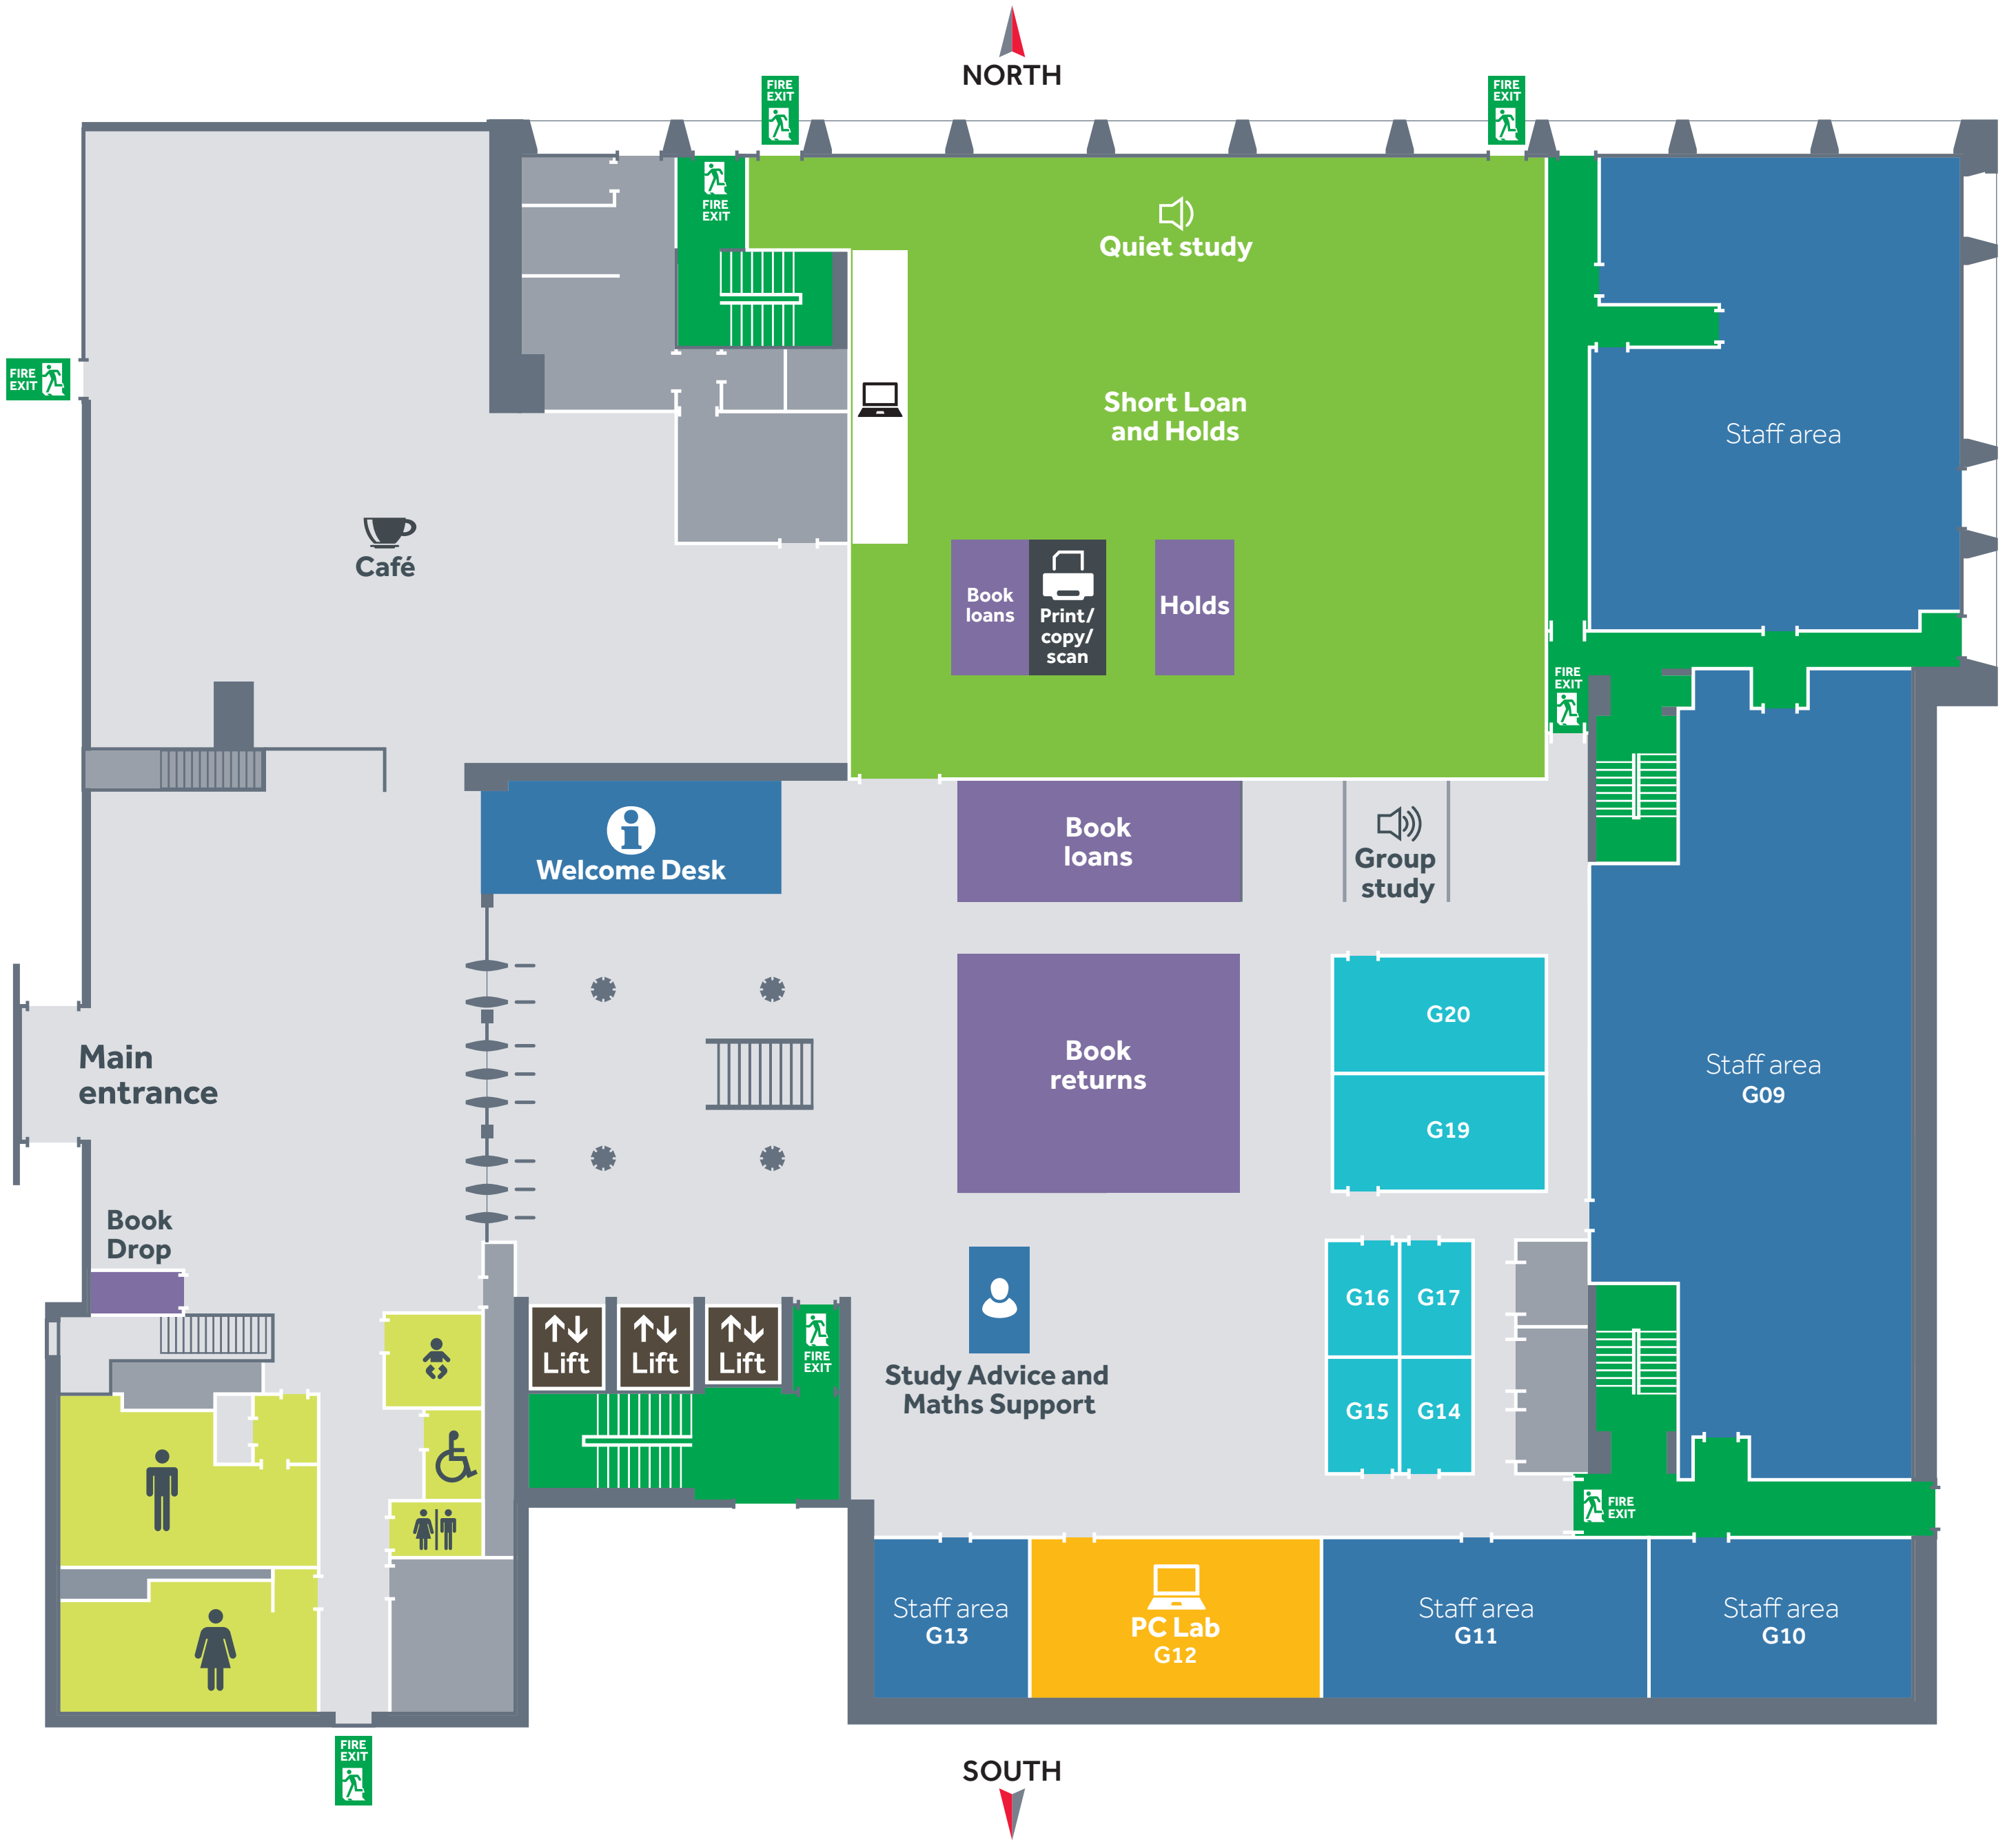 NORTH
FIRE
EXIT
FIRE
EXIT
FIRE
EXIT
Quiet study
FIRE
EXIT
Short Loan
and Holds
Staff area
Café
Book
loans
Print/
copy/
scan
Holds
FIRE
EXIT
Welcome Desk
Book
loans
Group
study
G20
Main
entrance
Book
returns
Staff area
G09
G19
Book
Drop
Lift
Lift
Lift
FIRE
EXIT
G16
G17
Study Advice and
Maths Support
G15
G14
FIRE
EXIT
Staff area
G13
PC Lab
G12
Staff area
G11
Staff area
G10
FIRE
EXIT
SOUTH